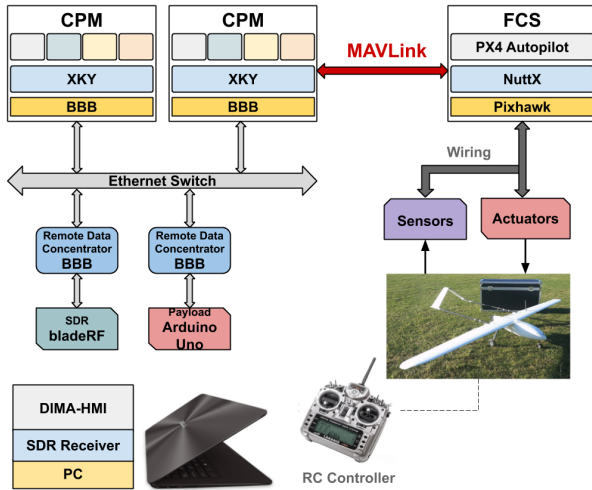 CPM
CPM
FCS
MAVLink
PX4 Autopilot
XKY
XKY
NuttX
BBB
BBB
Pixhawk
Wiring
Ethernet Switch
Sensors
Actuators
Remote Data
Concentrator
BBB
Remote Data
Concentrator
BBB
SDR
bladeRF
Payload
Arduino
Uno
DIMA-HMI
SDR Receiver
PC
RC Controller